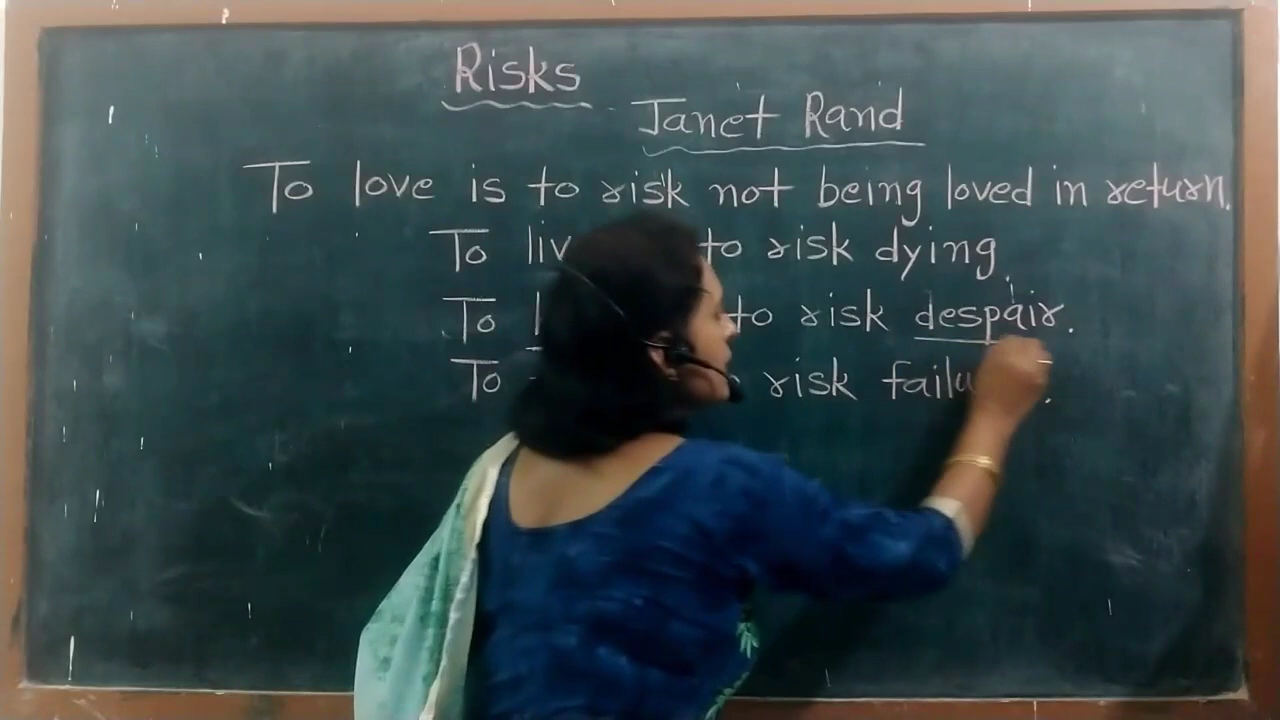 Risks
Janet Rand
To love is to risk not being loved in return.
To liv to risk dying
To to risk despair.
To risk failu